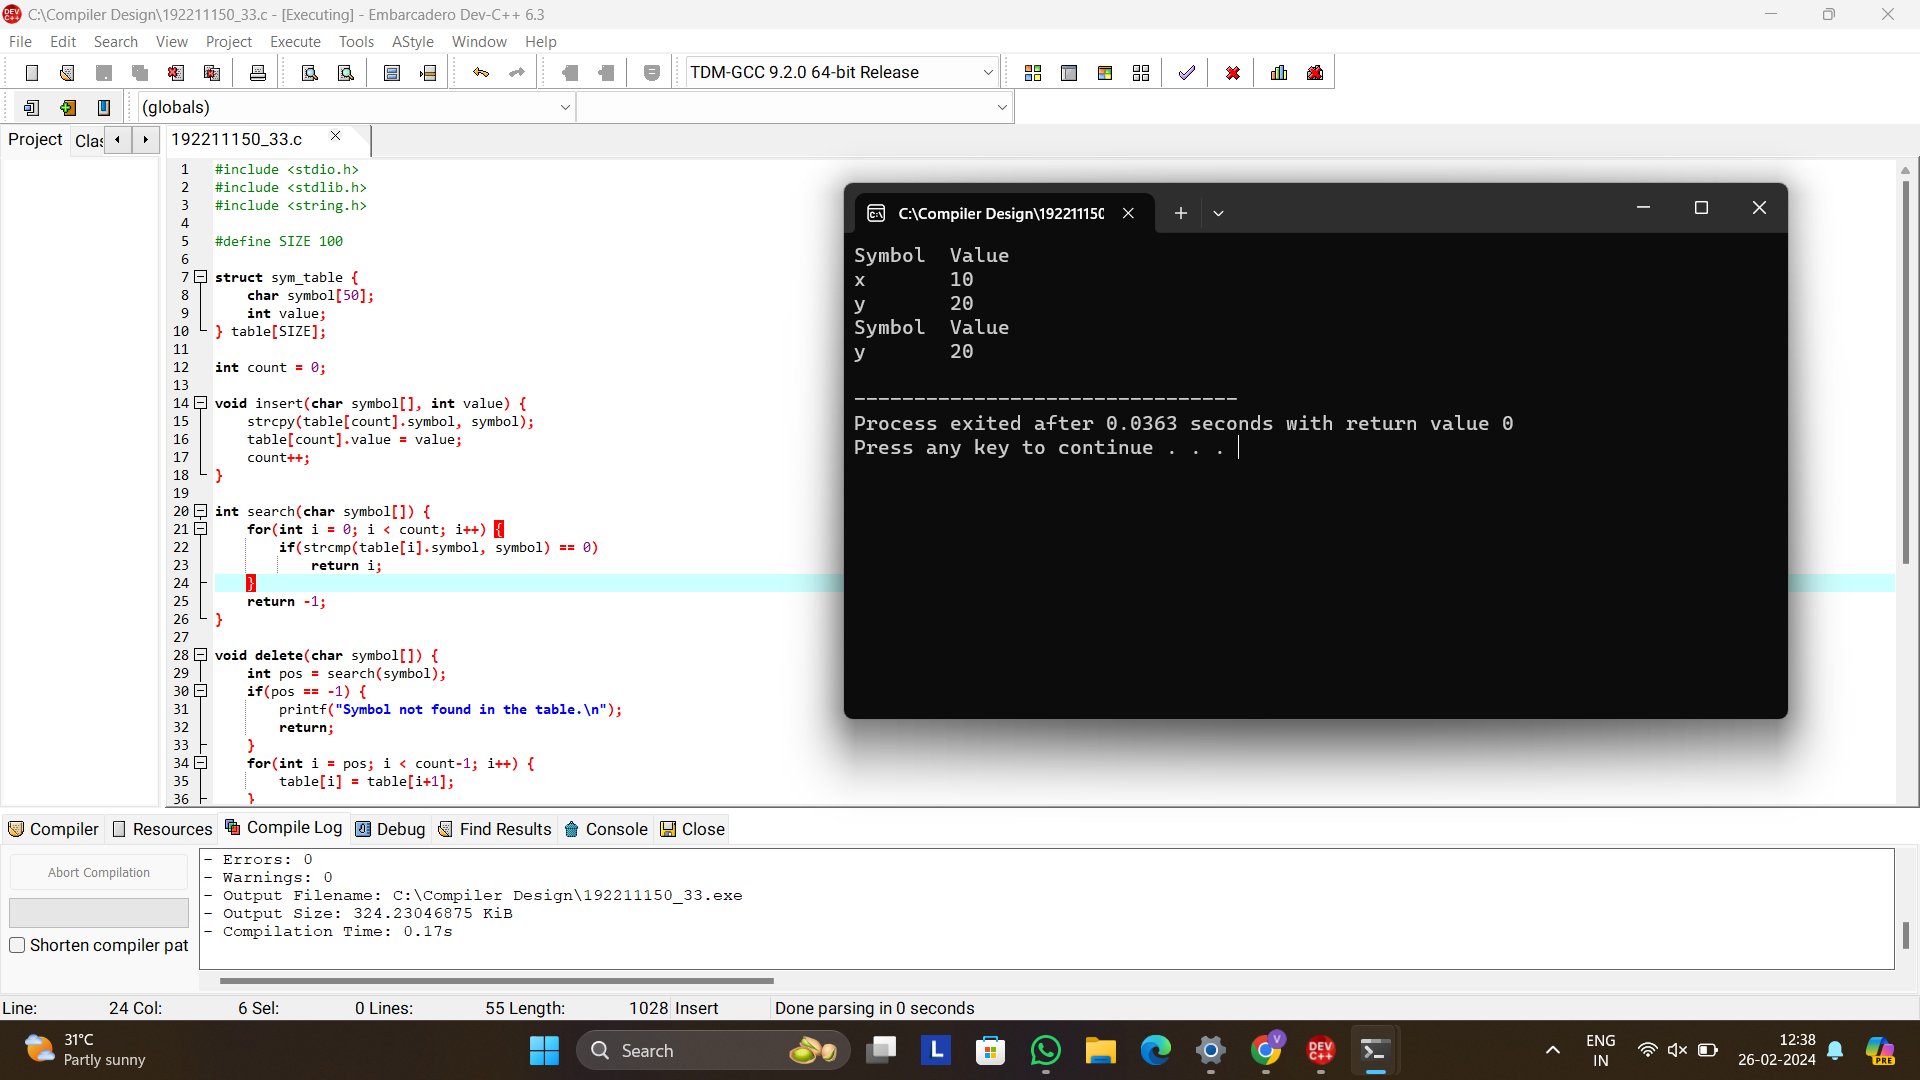 C:\Compiler Design\192211150_33.c - [Executing] - Embarcadero Dev-C++ 6.3
File Edit Search View Project Execute Tools AStyle Window Help
TDM-GCC 9.2.0 64-bit Release
(globals)
Project Clas 192211150_33.c
1 #include <stdio.h>
2 #include <stdlib.h>
3 #include <string.h>
4
5 #define SIZE 100
6
7 struct sym_table {
8 char symbol[50];
9 int value;
10 } table[SIZE];
11
12 int count = 0;
13
14 void insert(char symbol[], int value) {
15 strcpy(table[count].symbol, symbol);
16 table[count].value = value;
17 count++;
18 }
19
20 int search(char symbol[]) {
21 for(int i = 0; i < count; i++) {
22 if(strcmp(table[i].symbol, symbol) == 0)
23 return i;
24 }
25 return -1;
26 }
27
28 void delete(char symbol[]) {
29 int pos = search(symbol);
30 if(pos == -1) {
31 printf("Symbol not found in the table.\n");
32 return;
33 }
34 for(int i = pos; i < count-1; i++) {
35 table[i] = table[i+1];
36 }
C:\Compiler Design\192211150
Symbol Value
x 10
y 20
Symbol Value
y 20
--------------------------------
Process exited after 0.0363 seconds with return value 0
Press any key to continue . . .
Compiler Resources Compile Log Debug Find Results Console Close
Abort Compilation
Shorten compiler pat
- Errors: 0
- Warnings: 0
- Output Filename: C:\Compiler Design\192211150_33.exe
- Output Size: 324.23046875 KiB
- Compilation Time: 0.17s
Line: 24 Col: 6 Sel: 0 Lines: 55 Length: 1028 Insert Done parsing in 0 seconds
31°C
Partly sunny
Search
L
DEV C++
ENG
IN
12:38
26-02-2024
PRE